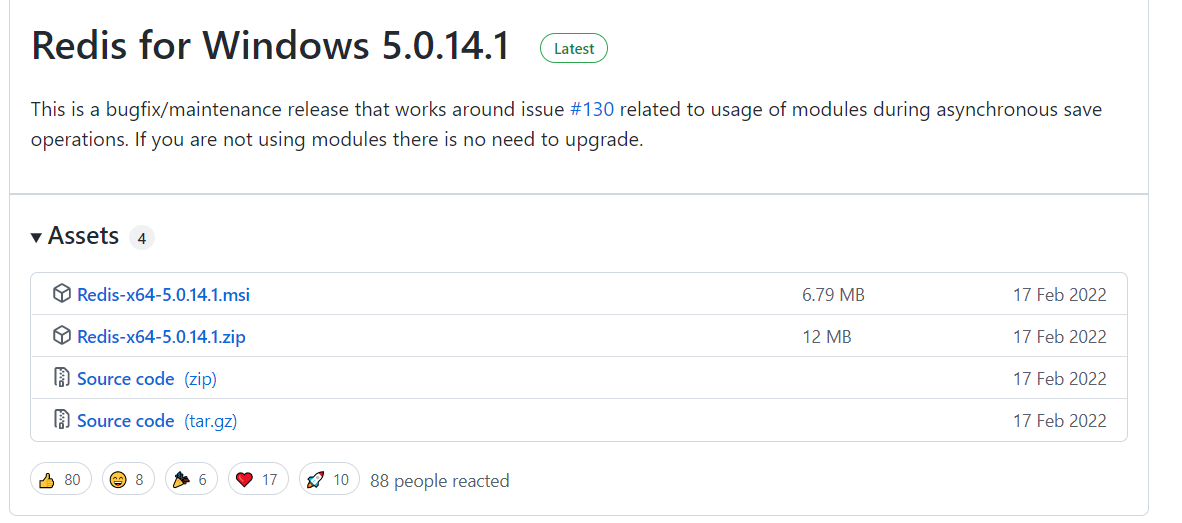 Redis for Windows 5.0.14.1 Latest
This is a bugfix/maintenance release that works around issue #130 related to usage of modules during asynchronous save
operations. If you are not using modules there is no need to upgrade.
Assets 4
Redis-x64-5.0.14.1.msi 6.79 MB 17 Feb 2022
Redis-x64-5.0.14.1.zip 12 MB 17 Feb 2022
Source code (zip) 17 Feb 2022
Source code (tar.gz) 17 Feb 2022
80 8 6 17 10 88 people reacted